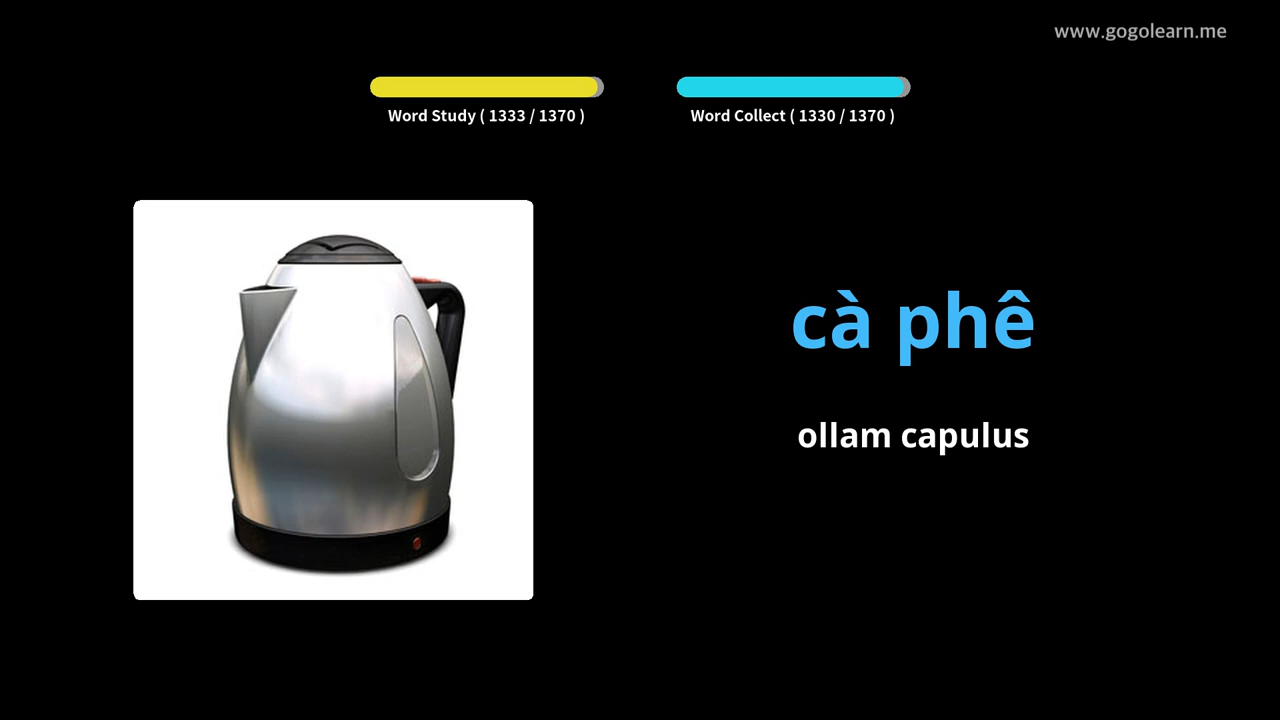 www.gogolearn.me
Word Study ( 1333 / 1370 )
Word Collect ( 1330 / 1370 )
cà phê
ollam capulus